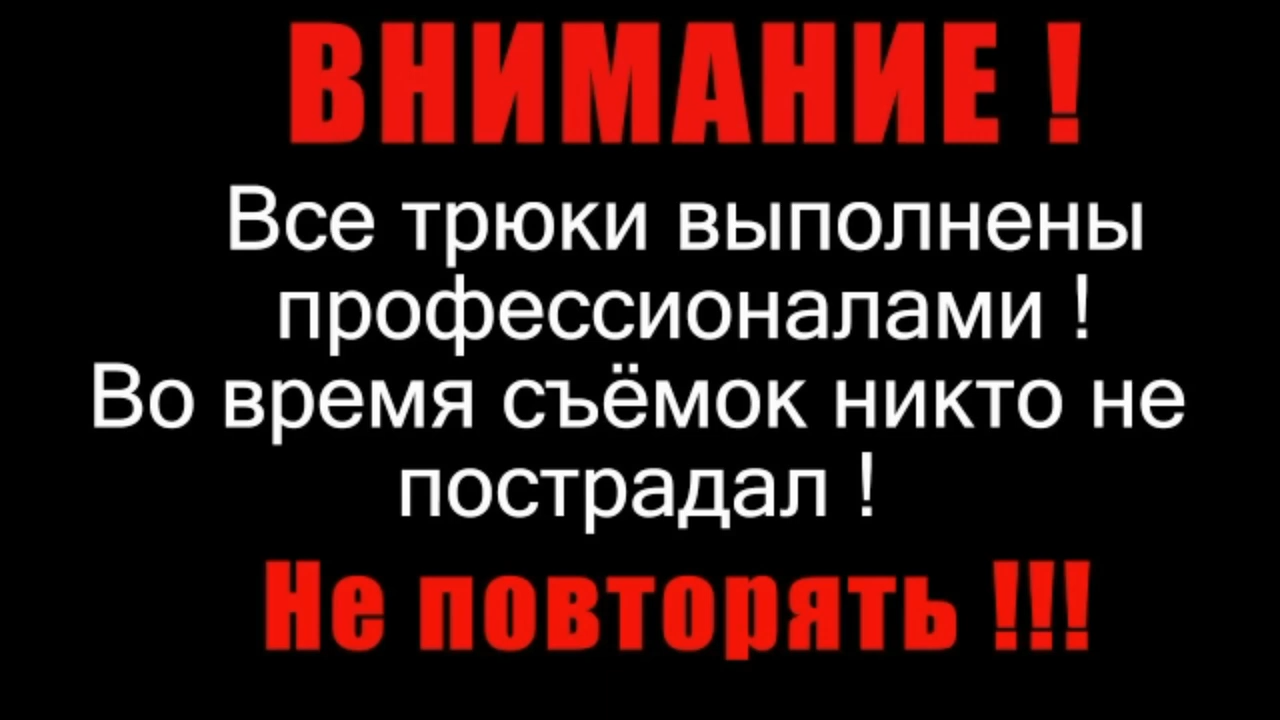 ВНИМАНИЕ !
Все трюки выполнены
профессионалами !
Во время съёмок никто не
пострадал !
Не повторять !!!